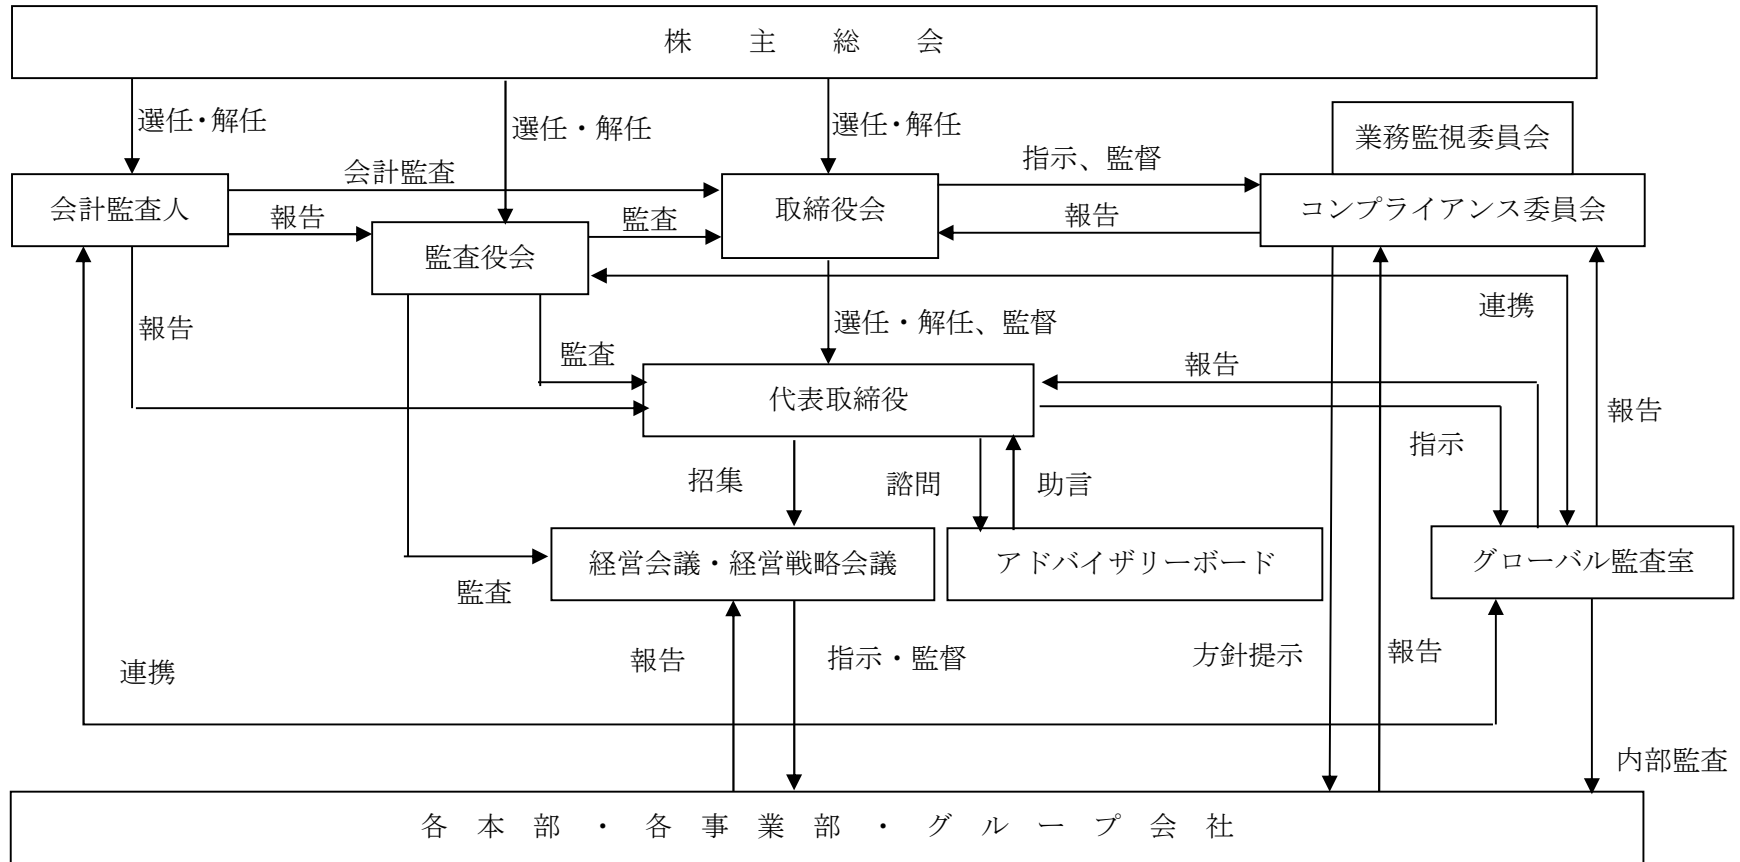 株主総会
選任・解任
選任・解任
選任・解任
業務監視委員会
指示、監督
会計監査
会計監査人
報告
監査
取締役会
報告
コンプライアンス委員会
監査役会
連携
報告
選任・解任、監督
監査
報告
代表取締役
報告
指示
招集
諮問
助言
経営会議・経営戦略会議
アドバイザリーボード
グローバル監査室
監査
連携
報告
指示・監督
方針提示
報告
内部監査
各本部・各事業部・グループ会社